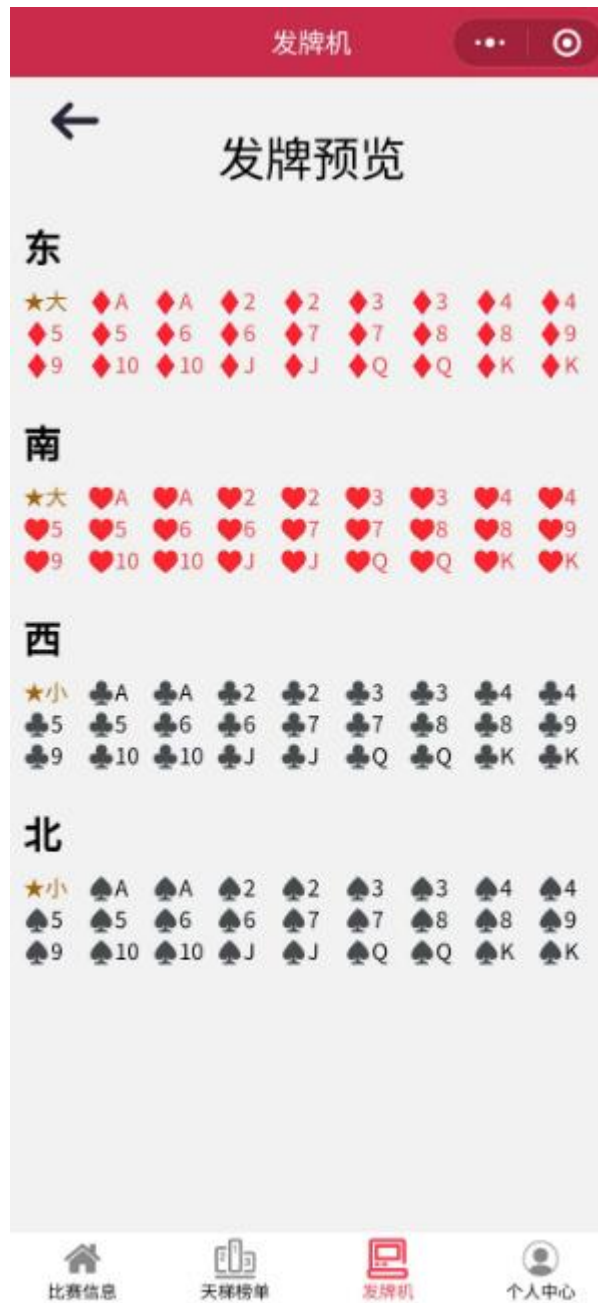 发牌机
发牌预览
东
★大 ♦A ♦A ♦2 ♦2 ♦3 ♦3 ♦4 ♦4
♦5 ♦5 ♦6 ♦6 ♦7 ♦7 ♦8 ♦8 ♦9
♦9 ♦10 ♦10 ♦J ♦J ♦Q ♦Q ♦K ♦K
南
★大 ♥A ♥A ♥2 ♥2 ♥3 ♥3 ♥4 ♥4
♥5 ♥5 ♥6 ♥6 ♥7 ♥7 ♥8 ♥8 ♥9
♥9 ♥10 ♥10 ♥J ♥J ♥Q ♥Q ♥K ♥K
西
★小 ♣A ♣A ♣2 ♣2 ♣3 ♣3 ♣4 ♣4
♣5 ♣5 ♣6 ♣6 ♣7 ♣7 ♣8 ♣8 ♣9
♣9 ♣10 ♣10 ♣J ♣J ♣Q ♣Q ♣K ♣K
北
★小 ♠A ♠A ♠2 ♠2 ♠3 ♠3 ♠4 ♠4
♠5 ♠5 ♠6 ♠6 ♠7 ♠7 ♠8 ♠8 ♠9
♠9 ♠10 ♠10 ♠J ♠J ♠Q ♠Q ♠K ♠K
比赛信息 天梯榜单 发牌机 个人中心